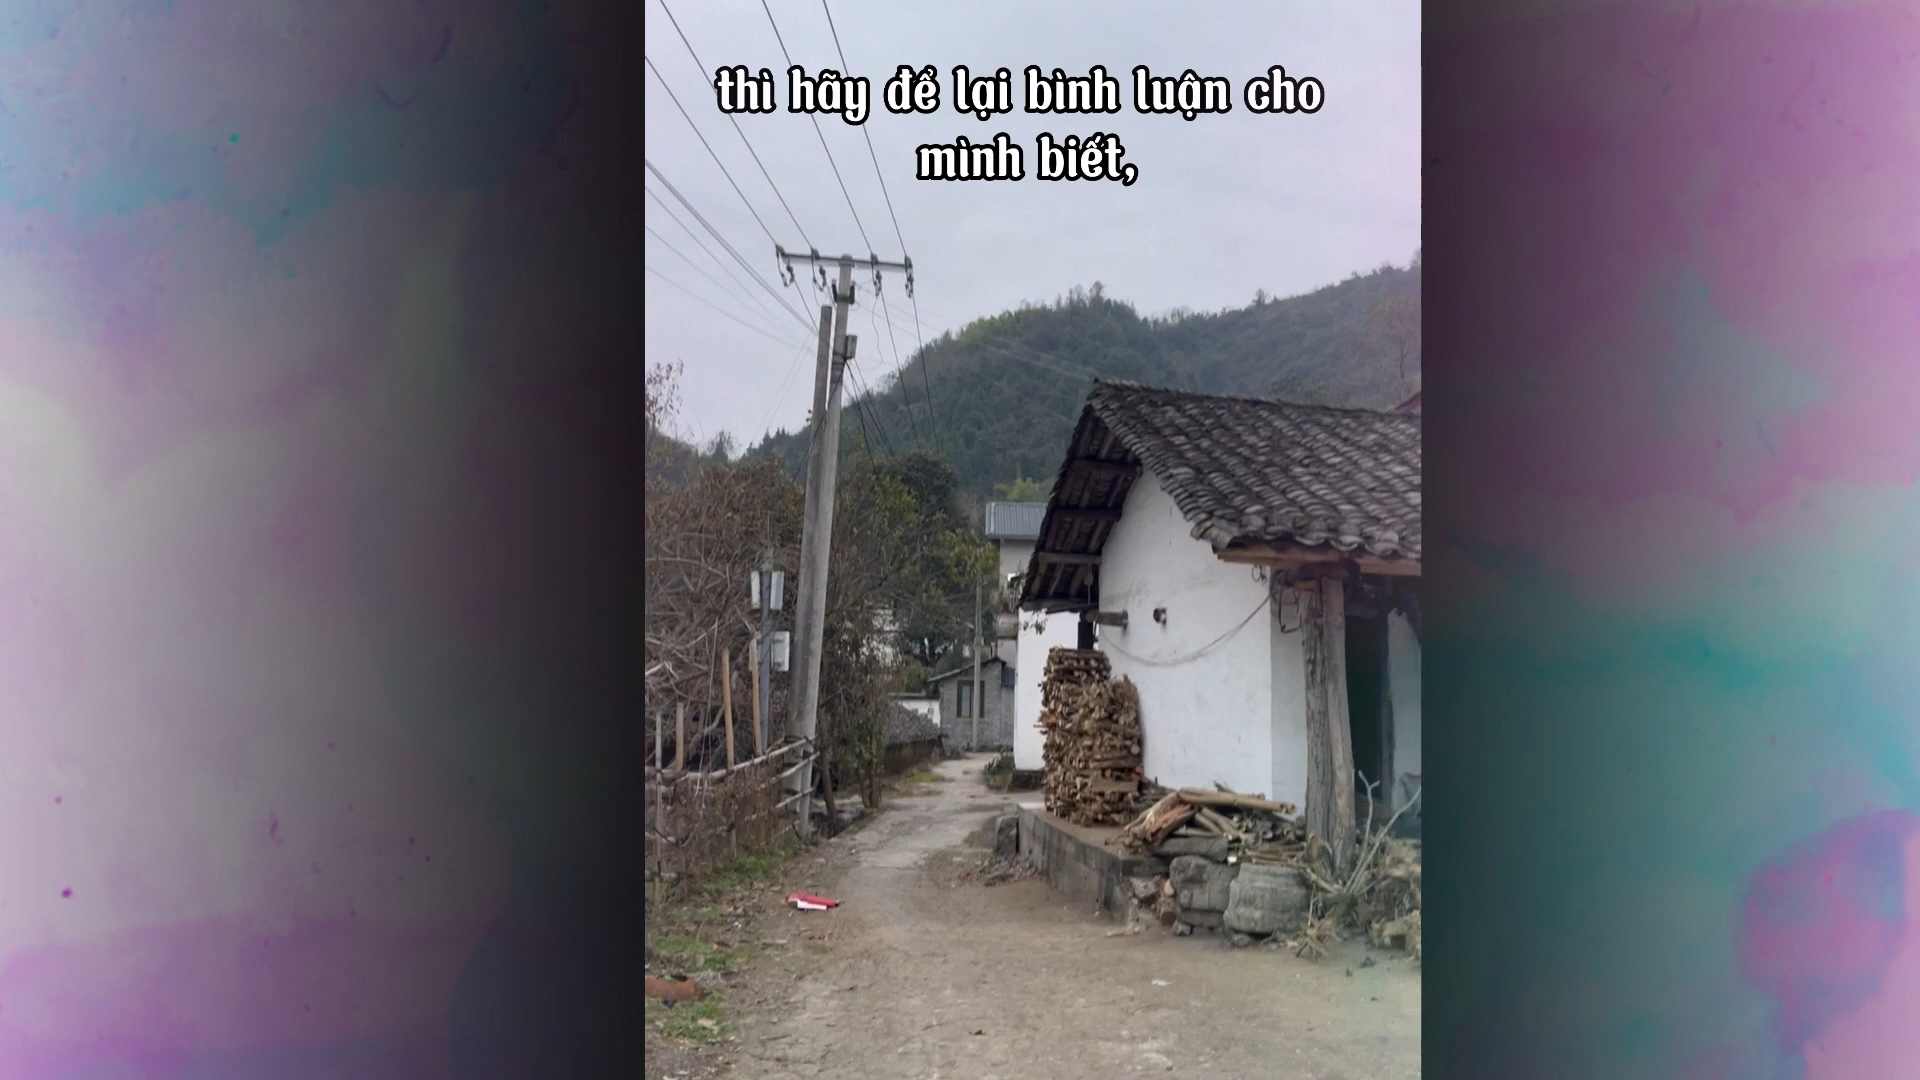 thì hãy để lại bình luận cho
mình biết,